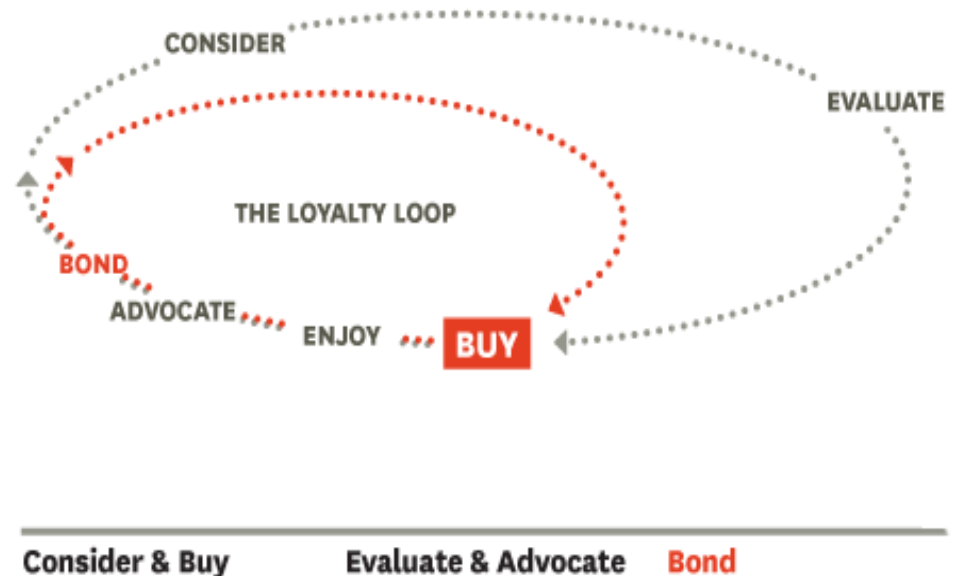 CONSIDER
EVALUATE
THE LOYALTY LOOP
BOND
ADVOCATE
ENJOY
BUY
Consider & Buy
Evaluate & Advocate
Bond